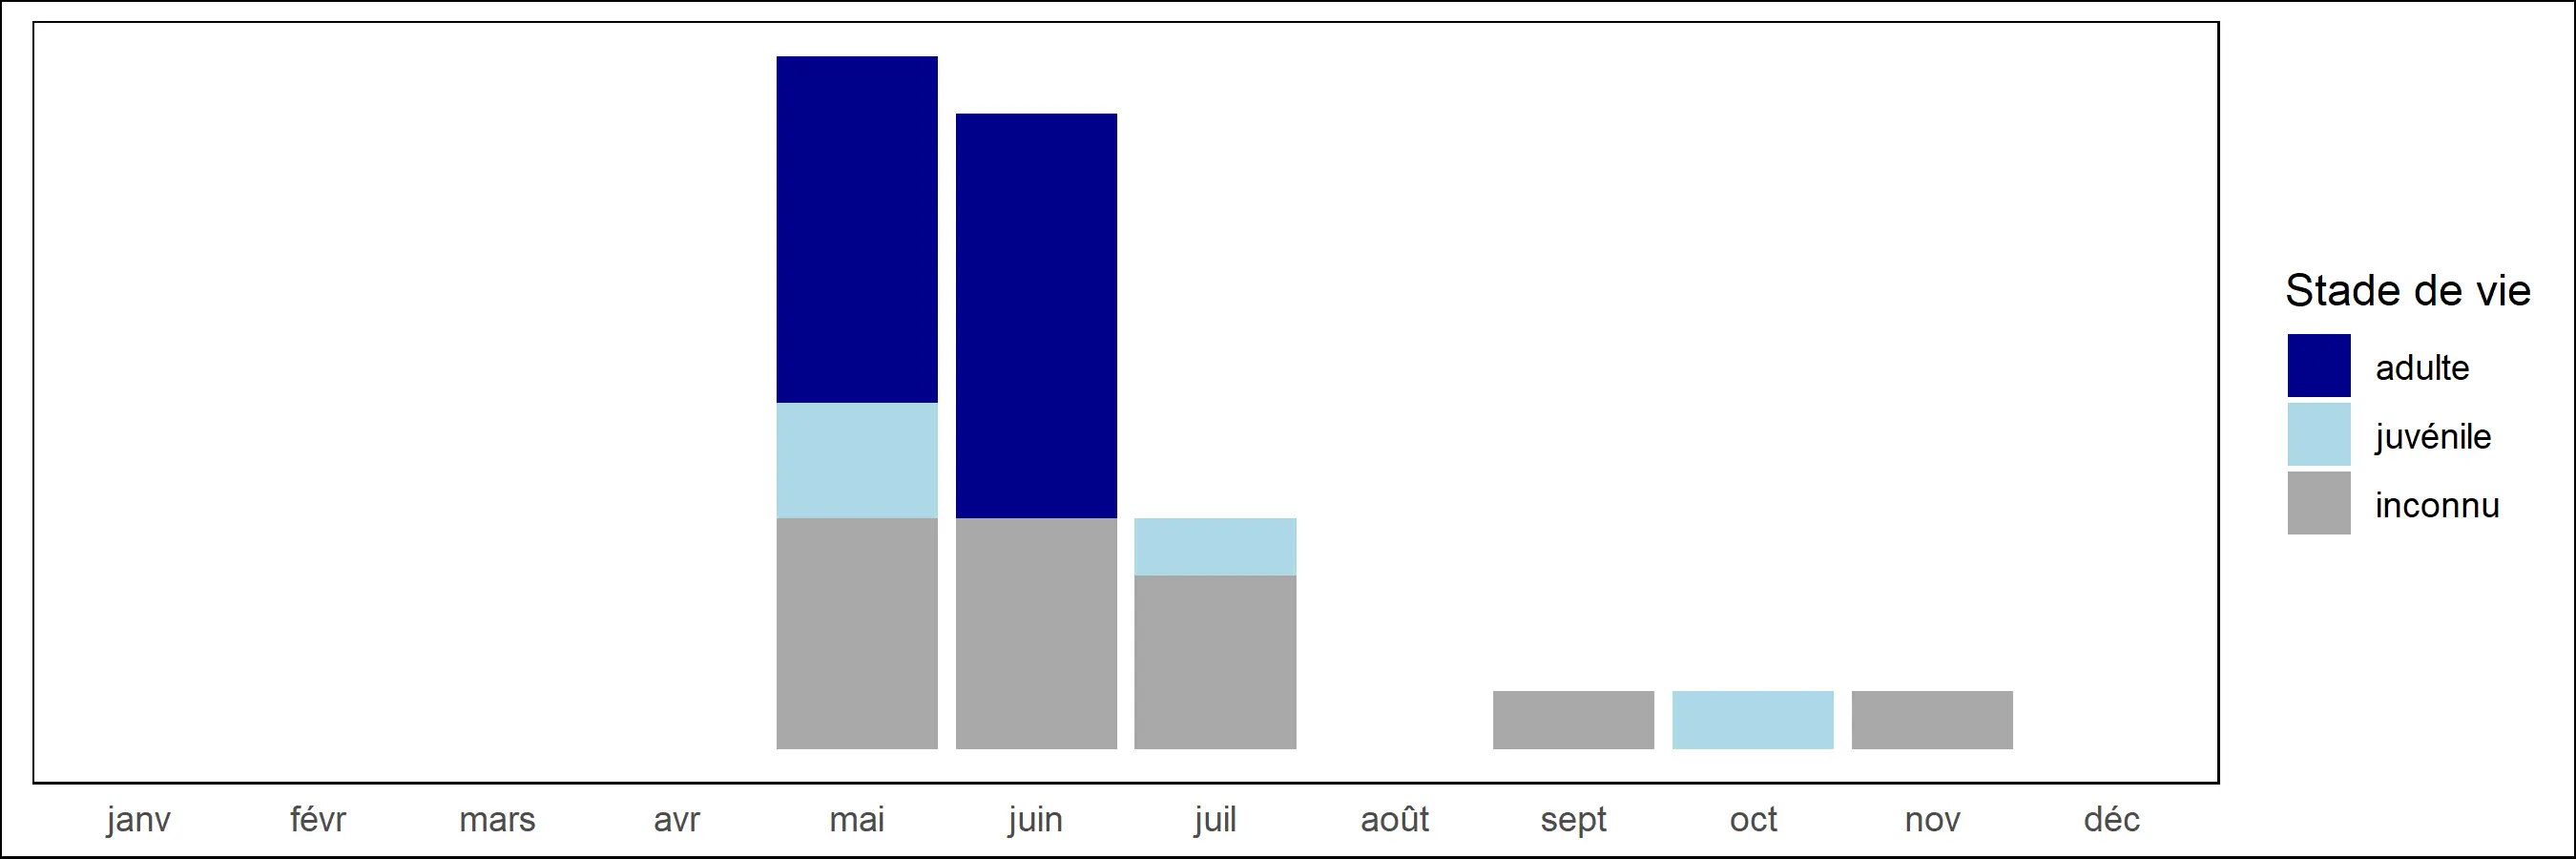 Stade de vie
adulte
juvénile
inconnu
janv févr mars avr mai juin juil août sept oct nov déc